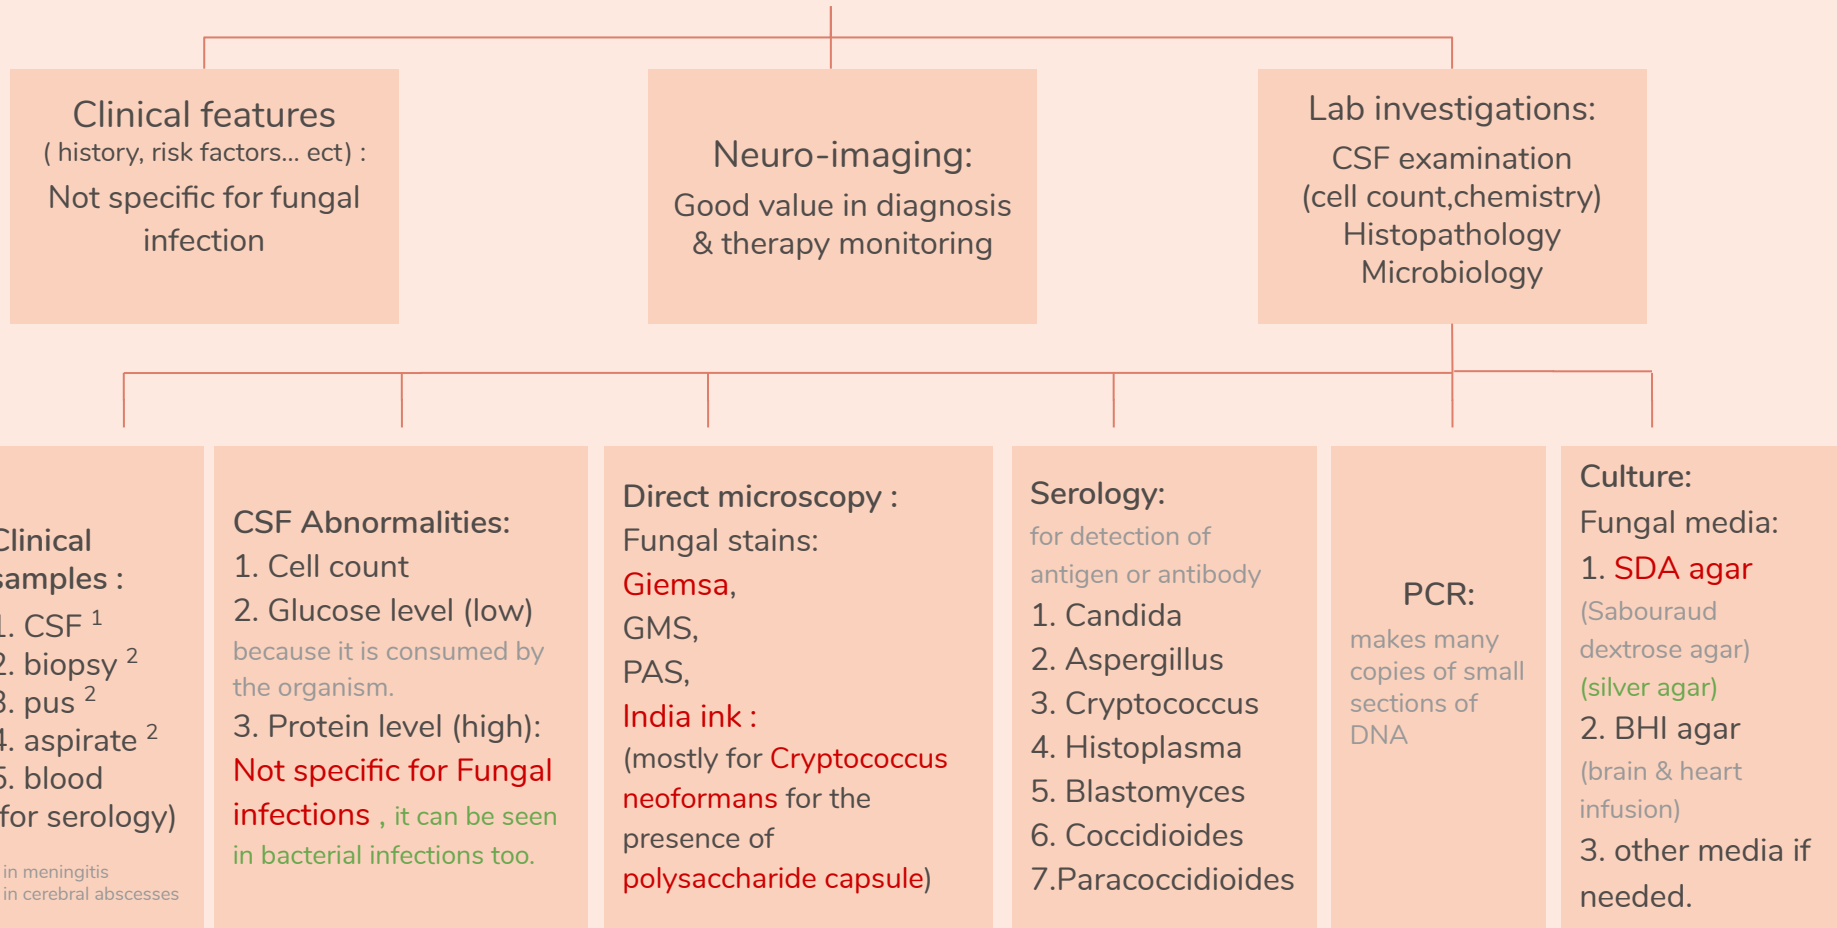 Clinical features
( history, risk factors... ect) :
Not specific for fungal
infection
Neuro-imaging:
Good value in diagnosis
& therapy monitoring
Lab investigations:
CSF examination
(cell count,chemistry)
Histopathology
Microbiology
Clinical
samples :
1. CSF 1
2. biopsy 2
3. pus 2
4. aspirate 2
5. blood
(for serology)
in meningitis
in cerebral abscesses
CSF Abnormalities:
1. Cell count
2. Glucose level (low)
because it is consumed by
the organism.
3. Protein level (high):
Not specific for Fungal
infections , it can be seen
in bacterial infections too.
Direct microscopy :
Fungal stains:
Giemsa,
GMS,
PAS,
India ink :
(mostly for Cryptococcus
neoformans for the
presence of
polysaccharide capsule)
Serology:
for detection of
antigen or antibody
1. Candida
2. Aspergillus
3. Cryptococcus
4. Histoplasma
5. Blastomyces
6. Coccidioides
7.Paracoccidioides
PCR:
makes many
copies of small
sections of
DNA
Culture:
Fungal media:
1. SDA agar
(Sabouraud
dextrose agar)
(silver agar)
2. BHI agar
(brain & heart
infusion)
3. other media if
needed.